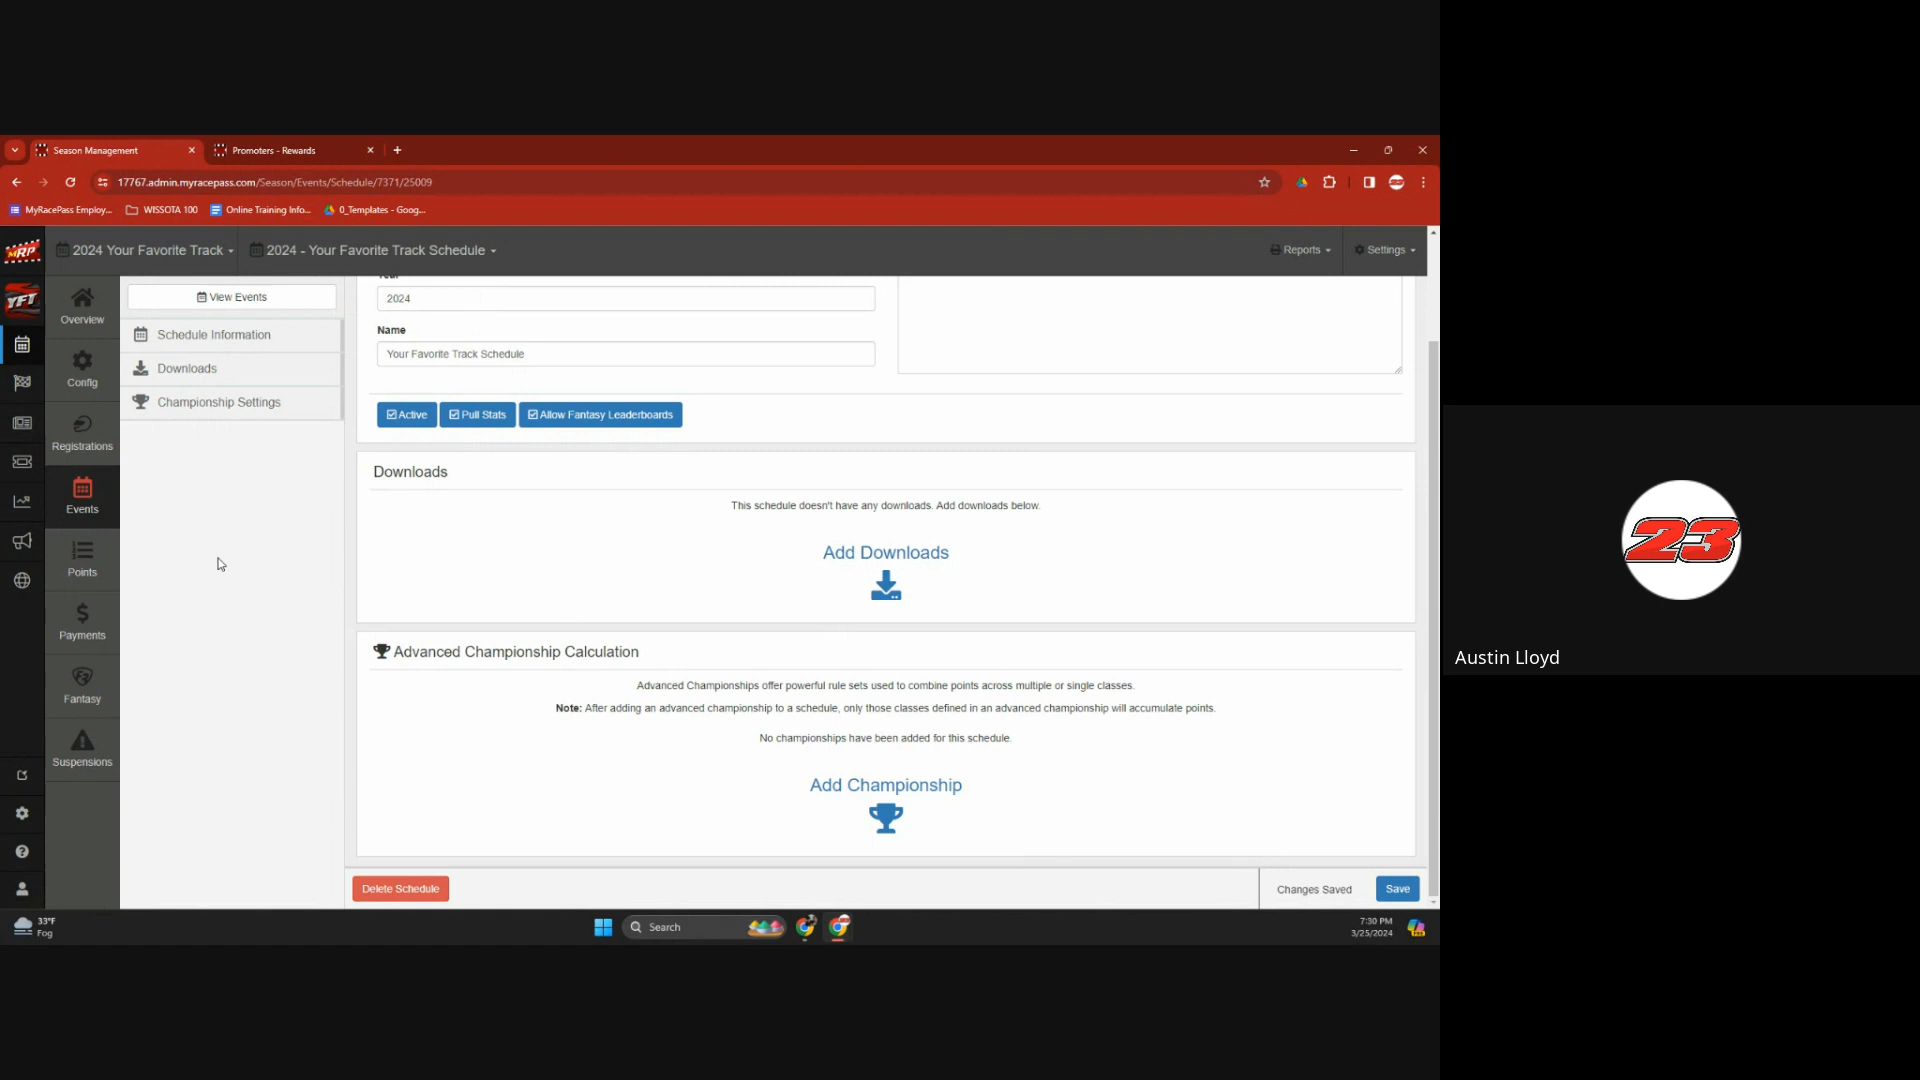 Season Management
Promoters - Rewards
17767.admin.myracepass.com/Season/Events/Schedule/7371/25009
MyRacePass Employ...
WISSOTA 100
Online Training Info...
0_Templates - Goog...
MRP
2024 Your Favorite Track
2024 - Your Favorite Track Schedule
Reports
Settings
YFT
Overview
Config
Registrations
Events
Points
Payments
Fantasy
Suspensions
View Events
Schedule Information
Downloads
Championship Settings
Year
2024
Name
Your Favorite Track Schedule
Active
Pull Stats
Allow Fantasy Leaderboards
Downloads
This schedule doesn't have any downloads. Add downloads below.
Add Downloads
Advanced Championship Calculation
Advanced Championships offer powerful rule sets used to combine points across multiple or single classes.
Note: After adding an advanced championship to a schedule, only those classes defined in an advanced championship will accumulate points.
No championships have been added for this schedule.
Add Championship
Delete Schedule
Changes Saved
Save
33°F
Fog
Search
7:30 PM
3/25/2024
23
Austin Lloyd